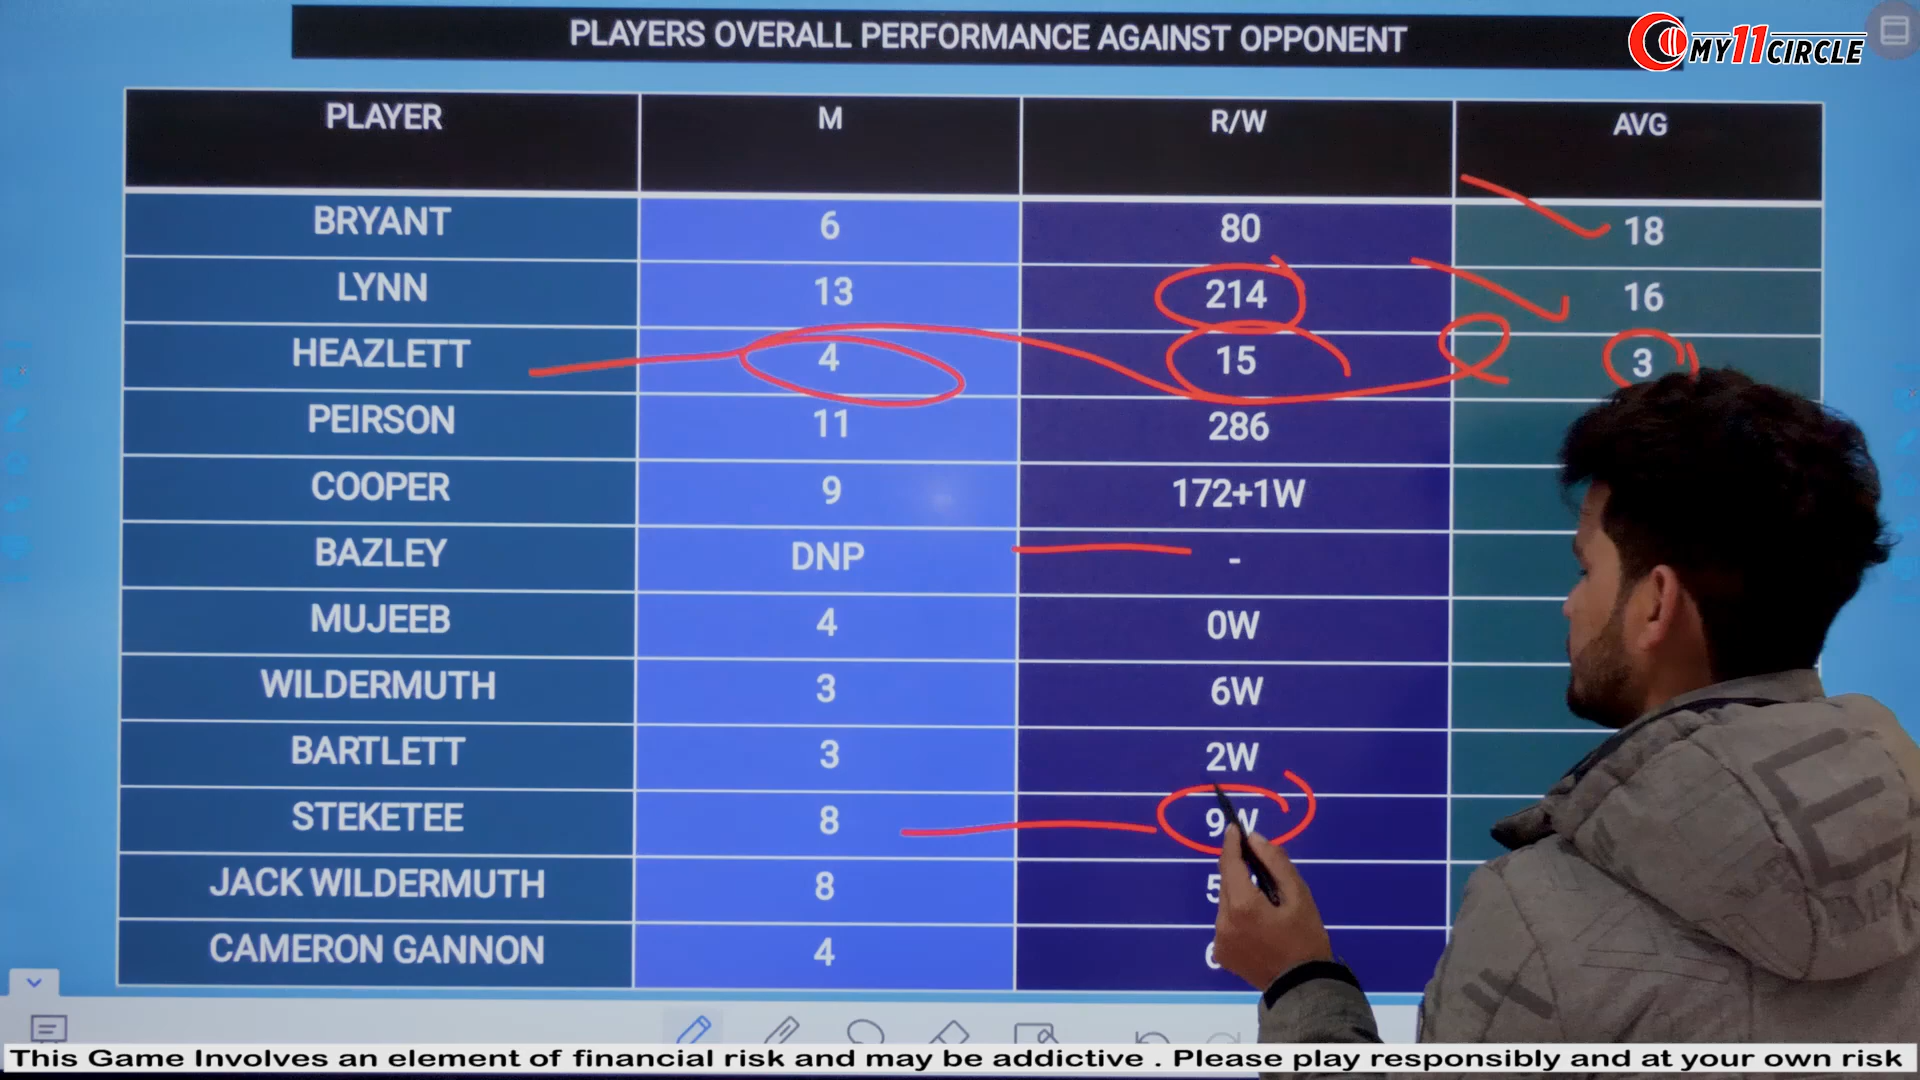 PLAYERS OVERALL PERFORMANCE AGAINST OPPONENT
MY11CIRCLE
PLAYER M R/W AVG
BRYANT 6 80 18
LYNN 13 214 16
HEAZLETT 4 15 3
PEIRSON 11 286
COOPER 9 172+1W
BAZLEY DNP -
MUJEEB 4 0W
WILDERMUTH 3 6W
BARTLETT 3 2W
STEKETEE 8 9W
JACK WILDERMUTH 8
CAMERON GANNON 4
This Game Involves an element of financial risk and may be addictive . Please play responsibly and at your own risk